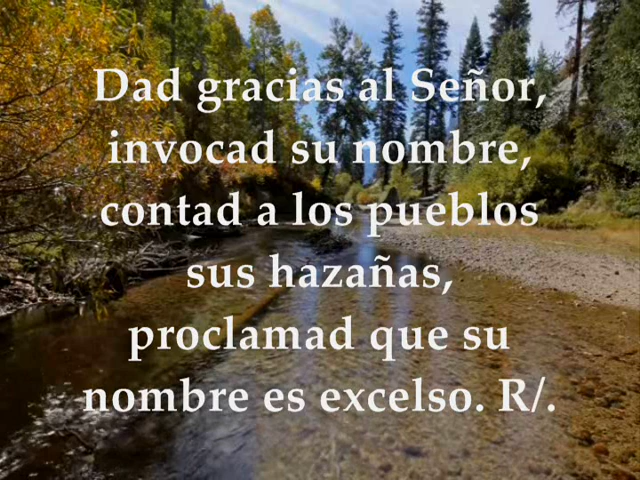 Dad gracias al Señor,
invocad su nombre,
contad a los pueblos
sus hazañas,
proclamad que su
nombre es excelso. R/.